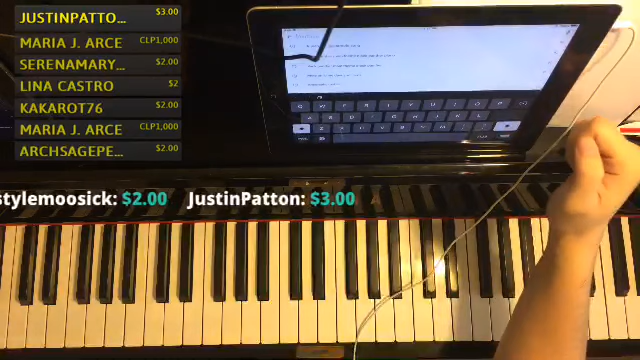 JUSTINPATTO... $3.00
MARIA J. ARCE CLP1,000
SERENAMARY... $2.00
LINA CASTRO $2
KAKAROT76 $2.00
MARIA J. ARCE CLP1,000
ARCHSAGEPE... $2.00
stylemoosick: $2.00 JustinPatton: $3.00